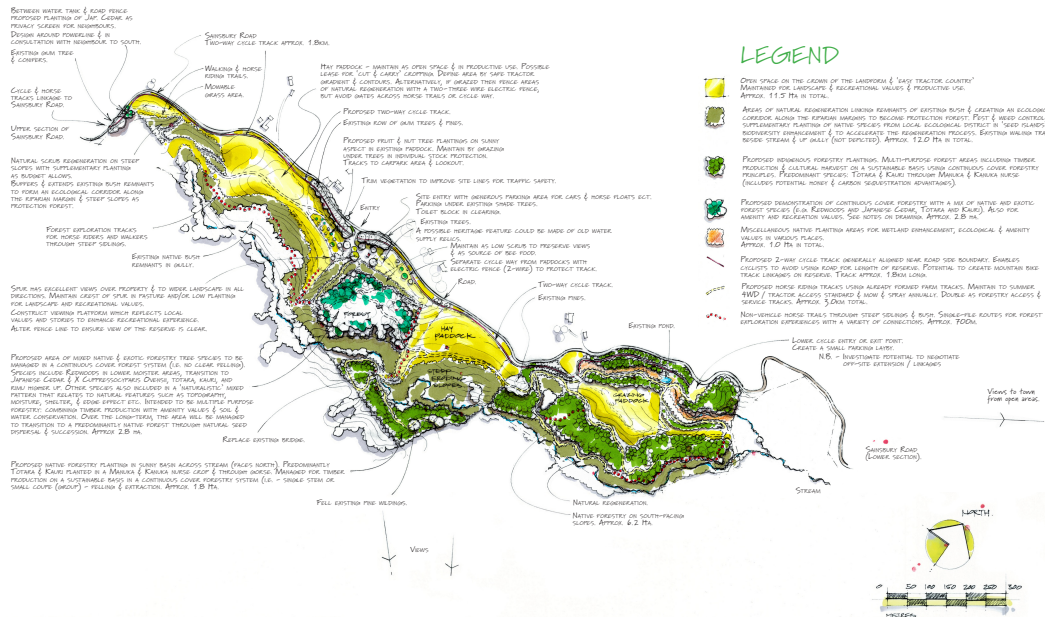 BETWEEN WATER TANK & ROAD FENCE
PROPOSED PLANTING OF JAP. CEDAR AS
PRIVACY SCREEN FOR NEIGHBOURS.
DESIGN AROUND POWERLINE & IN
CONSULTATION WITH NEIGHBOUR TO SOUTH.
EXISTING GUM TREE
& CONIFERS.
CYCLE & HORSE
TRACKS LINKAGE TO
SAINSBURY ROAD.
UPPER SECTION OF
SAINSBURY ROAD.
NATURAL SCRUB REGENERATION ON STEEP
SLOPES WITH SUPPLEMENTARY PLANTING
AS BUDGET ALLOWS.
BUFFERS & EXTENDS EXISTING BUSH REMNANTS
TO FORM AN ECOLOGICAL CORRIDOR ALONG
THE RIPARIAN MARGIN & STEEP SLOPES AS
PROTECTION FOREST.
FOREST EXPLORATION TRACKS
FOR HORSE RIDERS AND WALKERS
THROUGH STEEP SIDLINGS.
EXISTING NATIVE BUSH
REMNANTS IN GULLY.
SPUR HAS EXCELLENT VIEWS OVER PROPERTY & TO WIDER LANDSCAPE IN ALL
DIRECTIONS. MAINTAIN CREST OF SPUR IN PASTURE AND/OR LOW PLANTING
FOR LANDSCAPE AND RECREATIONAL VALUES.
CONSTRUCT VIEWING PLATFORM WHICH REFLECTS LOCAL
VALUES AND STORIES TO ENHANCE RECREATIONAL EXPERIENCE.
ALTER FENCE LINE TO ENSURE VIEW OF THE RESERVE IS CLEAR.
PROPOSED AREA OF MIXED NATIVE & EXOTIC FORESTRY TREE SPECIES TO BE
MANAGED IN A CONTINUOUS COVER FOREST SYSTEM (I.E. NO CLEAR FELLING).
SPECIES INCLUDE REDWOODS IN LOWER MOISTER AREAS, TRANSITION TO
JAPANESE CEDAR & X CUPRESSOCYPARIS OVENSII, TOTARA, KAURI, AND
RIMU HIGHER UP. OTHER SPECIES ALSO INCLUDED IN A 'NATURALISTIC' MIXED
PATTERN THAT RELATES TO NATURAL FEATURES SUCH AS TOPOGRAPHY,
MOISTURE, SHELTER, & EDGE EFFECT ETC. INTENDED TO BE MULTIPLE PURPOSE
FORESTRY: COMBINING TIMBER PRODUCTION WITH AMENITY VALUES & SOIL &
WATER CONSERVATION. OVER THE LONG-TERM, THE AREA WILL BE MANAGED
TO TRANSITION TO A PREDOMINANTLY NATIVE FOREST THROUGH NATURAL SEED
DISPERSAL & SUCCESSION. APPROX 2.8 HA.
REPLACE EXISTING BRIDGE.
PROPOSED NATIVE FORESTRY PLANTING IN SUNNY BASIN ACROSS STREAM (FACES NORTH). PREDOMINANTLY
TOTARA & KAURI PLANTED IN A MANUKA & KANUKA NURSE CROP & THROUGH GORSE. MANAGED FOR TIMBER
PRODUCTION ON A SUSTAINABLE BASIS IN A CONTINUOUS COVER FORESTRY SYSTEM (I.E. - SINGLE STEM OR
SMALL COUPE (GROUP) - FELLING & EXTRACTION. APPROX. 1.8 HA.
FELL EXISTING PINE WILDINGS.
VIEWS
SAINSBURY ROAD
TWO-WAY CYCLE TRACK APPROX. 1.8KM.
WALKING & HORSE
RIDING TRAILS.
MOWABLE
GRASS AREA.
HAY PADDOCK - MAINTAIN AS OPEN SPACE & IN PRODUCTIVE USE. POSSIBLE
LEASE FOR 'CUT & CARRY' CROPPING. DEFINE AREA BY SAFE TRACTOR
GRADIENT & CONTOURS. ALTERNATIVELY, IF GRAZED THEN FENCE AREAS
OF NATURAL REGENERATION WITH A TWO-THREE WIRE ELECTRIC FENCE,
BUT AVOID GATES ACROSS HORSE TRAILS OR CYCLE WAY.
PROPOSED TWO-WAY CYCLE TRACK.
EXISTING ROW OF GUM TREES & PINES.
PROPOSED FRUIT & NUT TREE PLANTINGS ON SUNNY
ASPECT IN EXISTING PADDOCK. MAINTAIN BY GRAZING
UNDER TREES IN INDIVIDUAL STOCK PROTECTION.
TRACKS TO CARPARK AREA & LOOKOUT.
TRIM VEGETATION TO IMPROVE SITE LINES FOR TRAFFIC SAFETY.
ENTRY
SITE ENTRY WITH GENEROUS PARKING AREA FOR CARS & HORSE FLOATS ECT.
PARKING UNDER EXISTING SHADE TREES.
TOILET BLOCK IN CLEARING.
EXISTING TREES.
A POSSIBLE HERITAGE FEATURE COULD BE MADE OF OLD WATER
SUPPLY RELICS.
MAINTAIN AS LOW SCRUB TO PRESERVE VIEWS
& AS SOURCE OF BEE FOOD.
SEPARATE CYCLE WAY FROM PADDOCKS WITH
ELECTRIC FENCE (2-WIRE) TO PROTECT TRACK.
ROAD.
TWO-WAY CYCLE TRACK.
EXISTING PINES.
FOREST
HAY
PADDOCK
GRAZING
PADDOCK
EXISTING POND.
LOWER CYCLE ENTRY OR EXIT POINT.
CREATE A SMALL PARKING LAYBY.
N.B. - INVESTIGATE POTENTIAL TO NEGOTIATE
OFF-SITE EXTENSION / LINKAGES
VIEWS TO TOWN
FROM OPEN AREAS.
SAINSBURY ROAD
(LOWER SECTION).
STREAM
NATURAL REGENERATION.
NATIVE FORESTRY ON SOUTH-FACING
SLOPES. APPROX. 6.2 HA.
LEGEND
OPEN SPACE ON THE CROWN OF THE LANDFORM & 'EASY TRACTOR COUNTRY'
MAINTAINED FOR LANDSCAPE & RECREATIONAL VALUES & PRODUCTIVE USE.
APPROX. 11.5 HA IN TOTAL.
AREAS OF NATURAL REGENERATION LINKING REMNANTS OF EXISTING BUSH & CREATING AN ECOLOGIC
CORRIDOR ALONG THE RIPARIAN MARGINS TO BECOME PROTECTION FOREST. PEST & WEED CONTROL
SUPPLEMENTARY PLANTING OF NATIVE SPECIES FROM LOCAL ECOLOGICAL DISTRICT IN 'SEED ISLANDS
BIODIVERSITY ENHANCEMENT & TO ACCELERATE THE REGENERATION PROCESS. EXISTING WALING TRA
BESIDE STREAM & UP GULLY (NOT DEPICTED). APPROX. 12.0 HA IN TOTAL.
PROPOSED INDIGENOUS FORESTRY PLANTINGS. MULTI-PURPOSE FOREST AREAS INCLUDING TIMBER
PRODUCTION & CULTURAL HARVEST ON A SUSTAINABLE BASIS USING CONTINUOUS COVER FORESTRY
PRINCIPLES. PREDOMINANT SPECIES: TOTARA & KAURI THROUGH MANUKA & KANUKA NURSE
(INCLUDES POTENTIAL HONEY & CARBON SEQUESTRATION ADVANTAGES).
PROPOSED DEMONSTRATION OF CONTINUOUS COVER FORESTRY WITH A MIX OF NATIVE AND EXOTIC
FOREST SPECIES (E.G. REDWOODS AND JAPANESE CEDAR, TOTARA AND KAURI). ALSO FOR
AMENITY AND RECREATION VALUES. SEE NOTES ON DRAWING. APPROX. 2.8 HA.
MISCELLANEOUS NATIVE PLANTING AREAS FOR WETLAND ENHANCEMENT, ECOLOGICAL & AMENITY
VALUES IN VARIOUS PLACES.
APPROX. 1.0 HA IN TOTAL.
PROPOSED 2-WAY CYCLE TRACK GENERALLY ALIGNED NEAR ROAD SIDE BOUNDARY. ENABLES
CYCLISTS TO AVOID USING ROAD FOR LENGTH OF RESERVE. POTENTIAL TO CREATE MOUNTAIN BIKE
TRACK LINKAGES ON RESERVE. TRACK APPROX. 1.8KM LONG.
PROPOSED HORSE RIDING TRACKS USING ALREADY FORMED FARM TRACKS. MAINTAIN TO SUMMER
4WD / TRACTOR ACCESS STANDARD & MOW & SPRAY ANNUALLY. DOUBLE AS FORESTRY ACCESS &
SERVICE TRACKS. APPROX. 3.0KM TOTAL.
NON-VEHICLE HORSE TRAILS THROUGH STEEP SIDLINGS & BUSH. SINGLE-FILE ROUTES FOR FOREST
EXPLORATION EXPERIENCES WITH A VARIETY OF CONNECTIONS. APPROX. 700M.
NORTH.
0 50 100 150 200 250 300
METRES